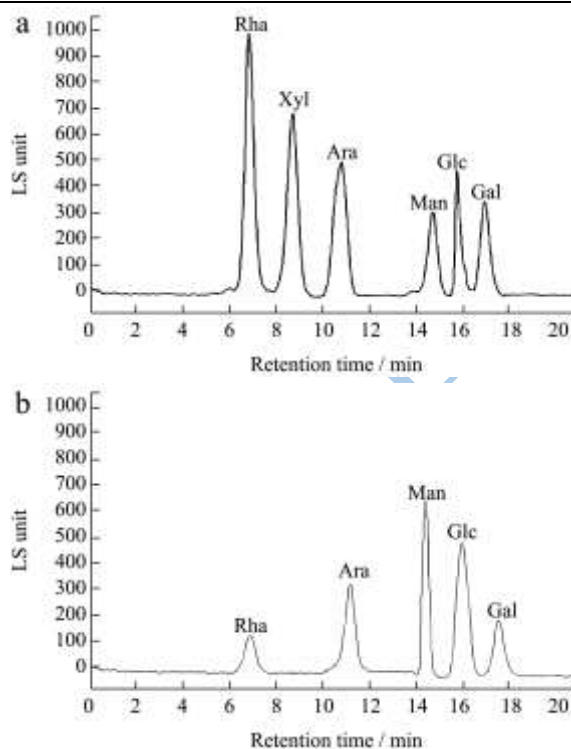 a
Rha
Xyl
Ara
Man
Glc
Gal
LS unit
1000
900
800
700
600
500
400
300
200
100
0
0 2 4 6 8 10 12 14 16 18 20
Retention time / min
b
Rha
Ara
Man
Glc
Gal
LS unit
1000
900
800
700
600
500
400
300
200
100
0
0 2 4 6 8 10 12 14 16 18 20
Retention time / min